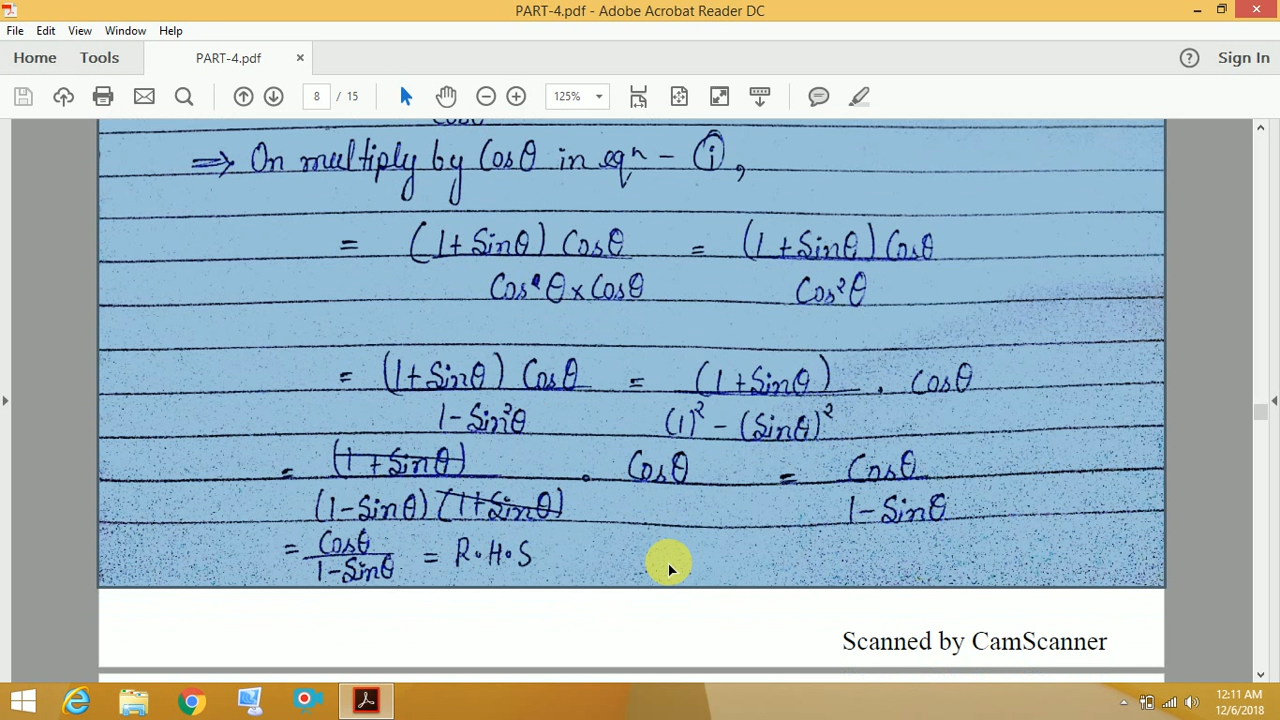 PART-4.pdf - Adobe Acrobat Reader DC
File Edit View Window Help
Home Tools PART-4.pdf × Sign In
8 / 15 125%
⇒ On multiply by Cosθ in eqn - (i),
= (1+Sinθ) Cosθ = (1+Sinθ) Cosθ
Cosθ×Cosθ Cos²θ
= (1+Sinθ) Cosθ = (1+Sinθ) . Cosθ
1-Sin²θ (1)² - (Sinθ)²
= (1+Sinθ) . Cosθ = Cosθ
(1-Sinθ) (1+Sinθ) 1-Sinθ
= Cosθ = R.H.S
1-Sinθ
Scanned by CamScanner
12:11 AM
12/6/2018